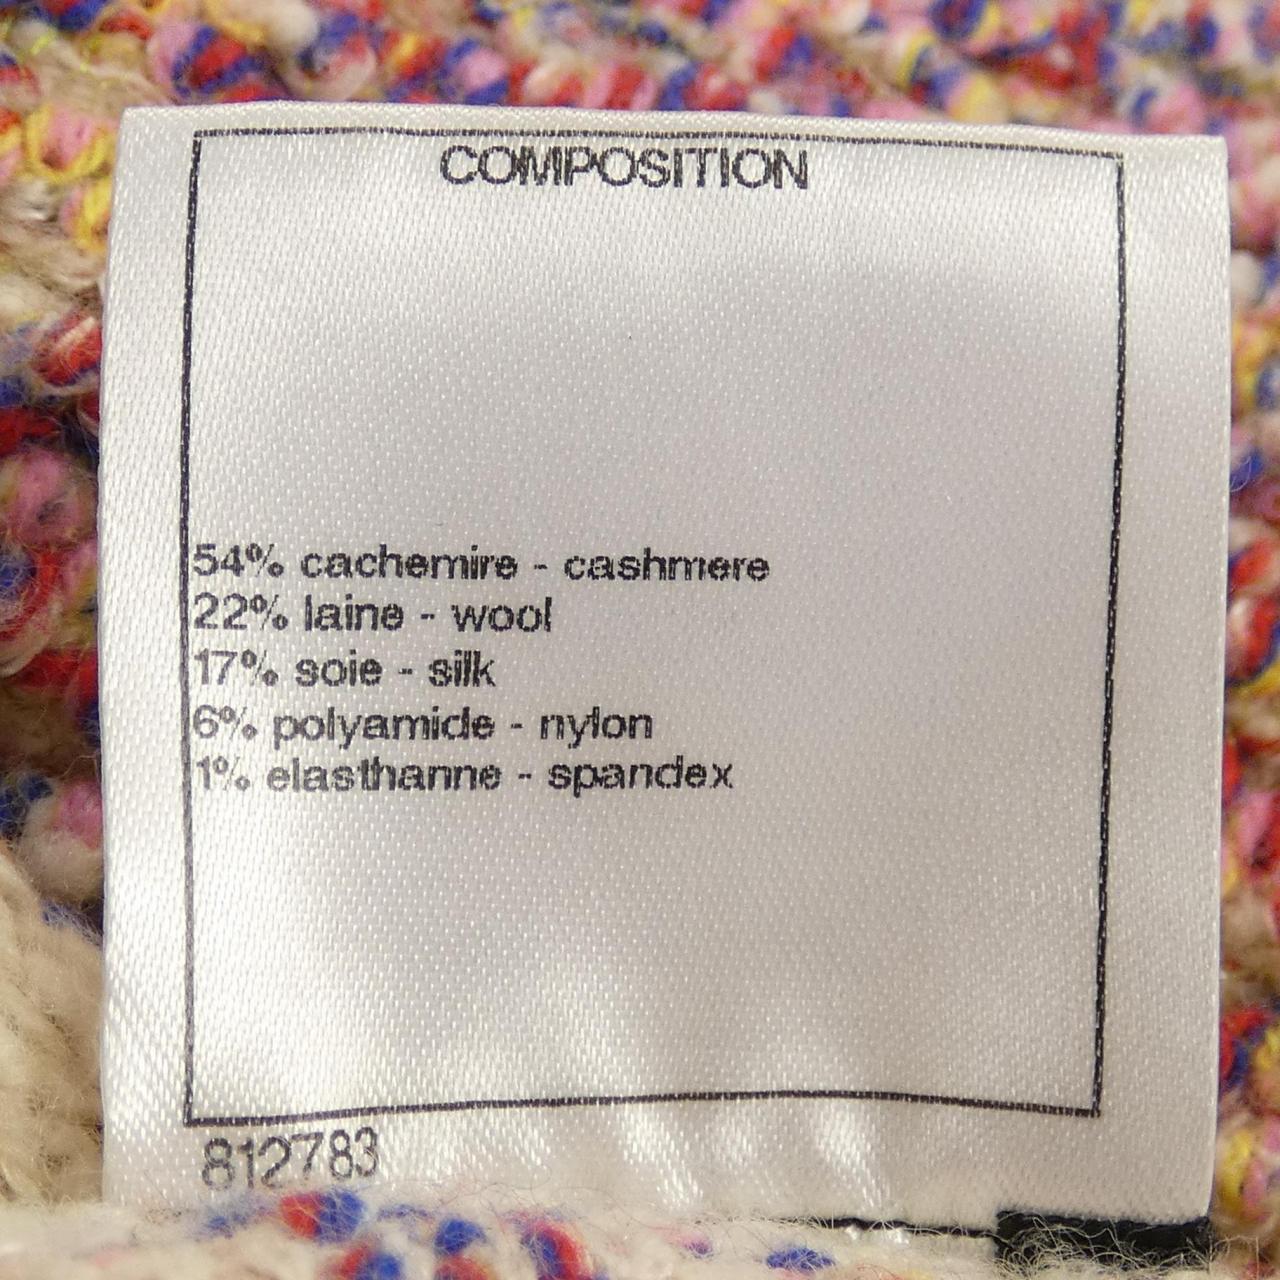 COMPOSITION
54% cachemire - cashmere
22% laine - wool
17% soie - silk
6% polyamide - nylon
1% elasthanne - spandex
812783